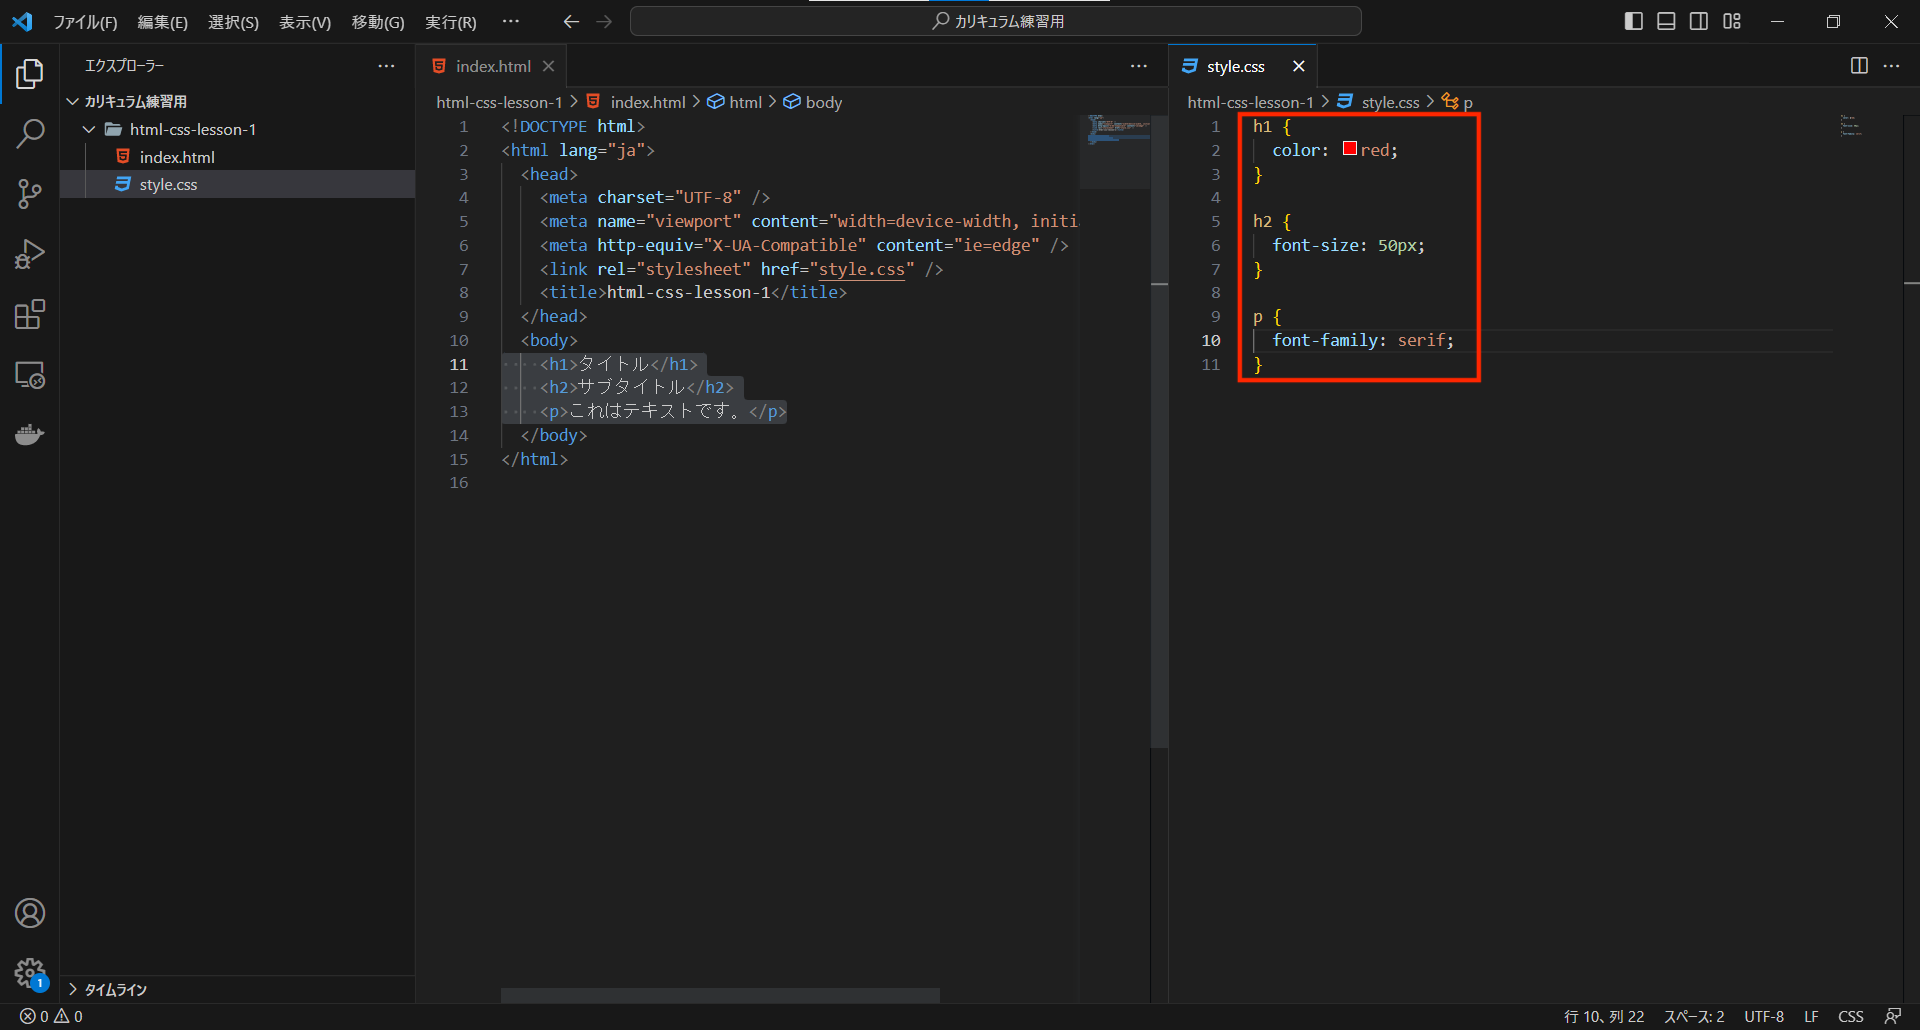 ファイル(F) 編集(E) 選択(S) 表示(V) 移動(G) 実行(R) ··· カリキュラム練習用
エクスプローラー ···
カリキュラム練習用
html-css-lesson-1
index.html
style.css
タイムライン
index.html ···
html-css-lesson-1 > index.html > html > body
1 <!DOCTYPE html>
2 <html lang="ja">
3 <head>
4 <meta charset="UTF-8" />
5 <meta name="viewport" content="width=device-width, initi
6 <meta http-equiv="X-UA-Compatible" content="ie=edge" />
7 <link rel="stylesheet" href="style.css" />
8 <title>html-css-lesson-1</title>
9 </head>
10 <body>
11 <h1>タイトル</h1>
12 <h2>サブタイトル</h2>
13 <p>これはテキストです。</p>
14 </body>
15 </html>
16
style.css ···
html-css-lesson-1 > style.css > p
1 h1 {
2 color: red;
3 }
4
5 h2 {
6 font-size: 50px;
7 }
8
9 p {
10 font-family: serif;
11 }
1
0 0 行 10、列 22 スペース: 2 UTF-8 LF CSS